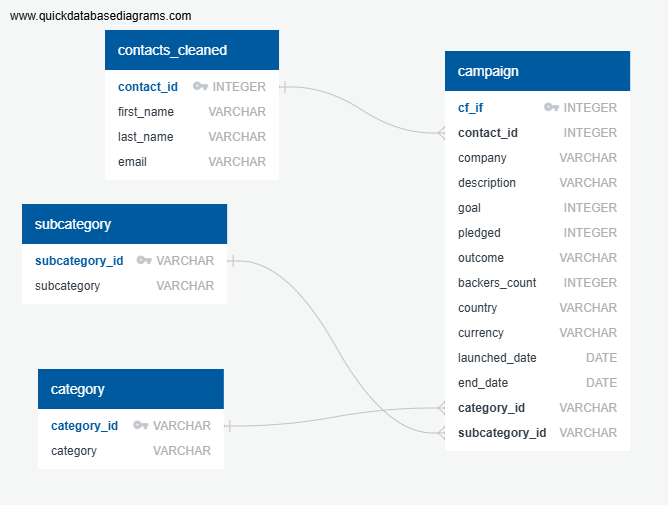 www.quickdatabasediagrams.com
contacts_cleaned
contact_id INTEGER
first_name VARCHAR
last_name VARCHAR
email VARCHAR
subcategory
subcategory_id VARCHAR
subcategory VARCHAR
category
category_id VARCHAR
category VARCHAR
campaign
cf_if INTEGER
contact_id INTEGER
company VARCHAR
description VARCHAR
goal INTEGER
pledged INTEGER
outcome VARCHAR
backers_count INTEGER
country VARCHAR
currency VARCHAR
launched_date DATE
end_date DATE
category_id VARCHAR
subcategory_id VARCHAR